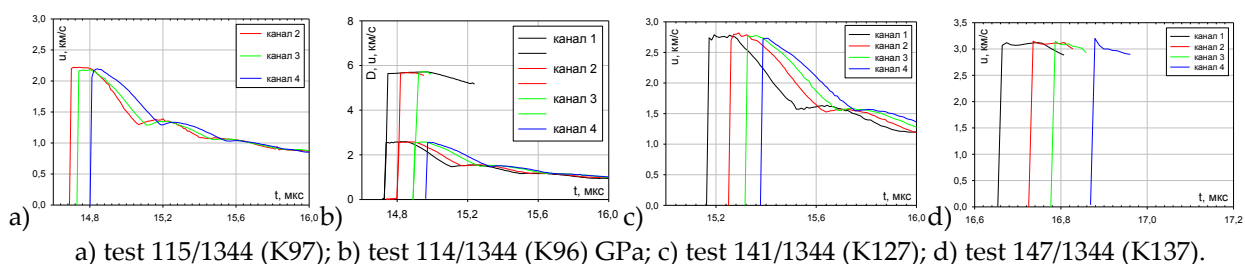 u, км/с
3,0
2,5
2,0
1,5
1,0
0,5
0,0
14,8
15,2
15,6
16,0
t, мкс
канал 2
канал 3
канал 4
a)
D, u, км/с
8
6
4
2
0
14,8
15,2
15,6
16,0
t, мкс
канал 1
канал 2
канал 3
канал 4
b)
u, км/с
3,0
2,5
2,0
1,5
1,0
0,5
0,0
15,2
15,6
16,0
t, мкс
канал 1
канал 2
канал 3
канал 4
c)
u, км/с
3,5
3,0
2,5
2,0
1,5
1,0
0,5
0,0
16,6
16,8
17,0
17,2
t, мкс
канал 1
канал 2
канал 3
канал 4
d)
a) test 115/1344 (K97); b) test 114/1344 (K96) GPa; c) test 141/1344 (K127); d) test 147/1344 (K137).